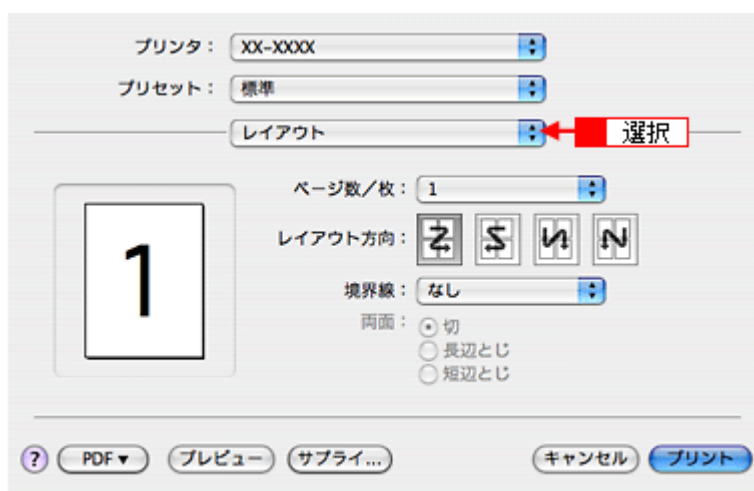 プリンタ： XX-XXXX
プリセット： 標準
レイアウト 選択
ページ数／枚： 1
レイアウト方向：
1
境界線： なし
両面： 切
長辺とじ
短辺とじ
? PDF▼ プレビュー サプライ... キャンセル プリント